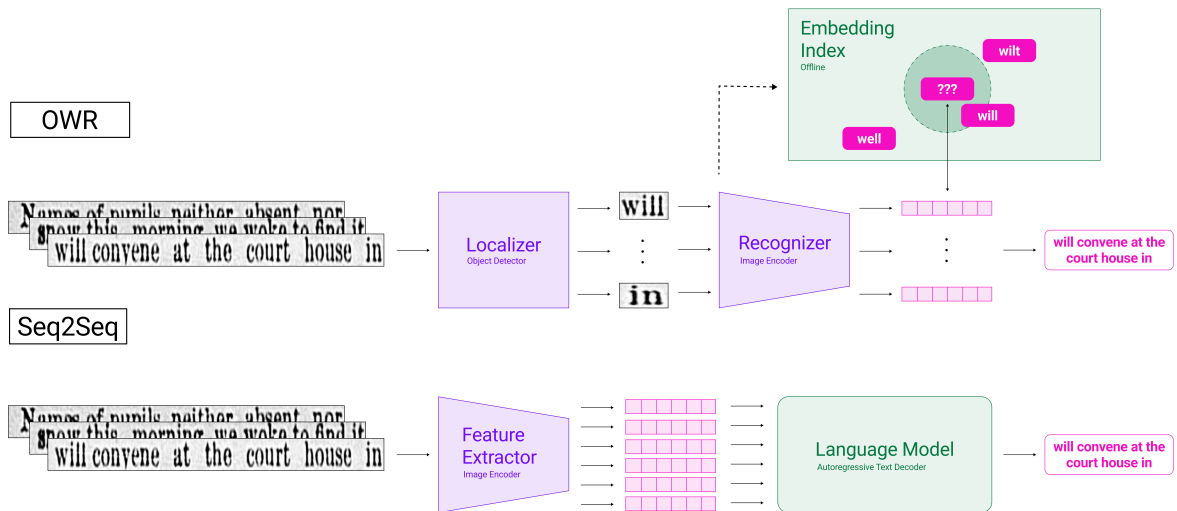 Embedding
Index
Offline
wilt
???
will
well
OWR
Names of pupils neither absent nor
snow this morning we woke to find it
will convene at the court house in
Localizer
Object Detector
will
in
Recognizer
Image Encoder
will convene at the
court house in
Seq2Seq
Names of pupils neither absent nor
snow this morning we woke to find it
will convene at the court house in
Feature
Extractor
Image Encoder
Language Model
Autoregressive Text Decoder
will convene at the
court house in